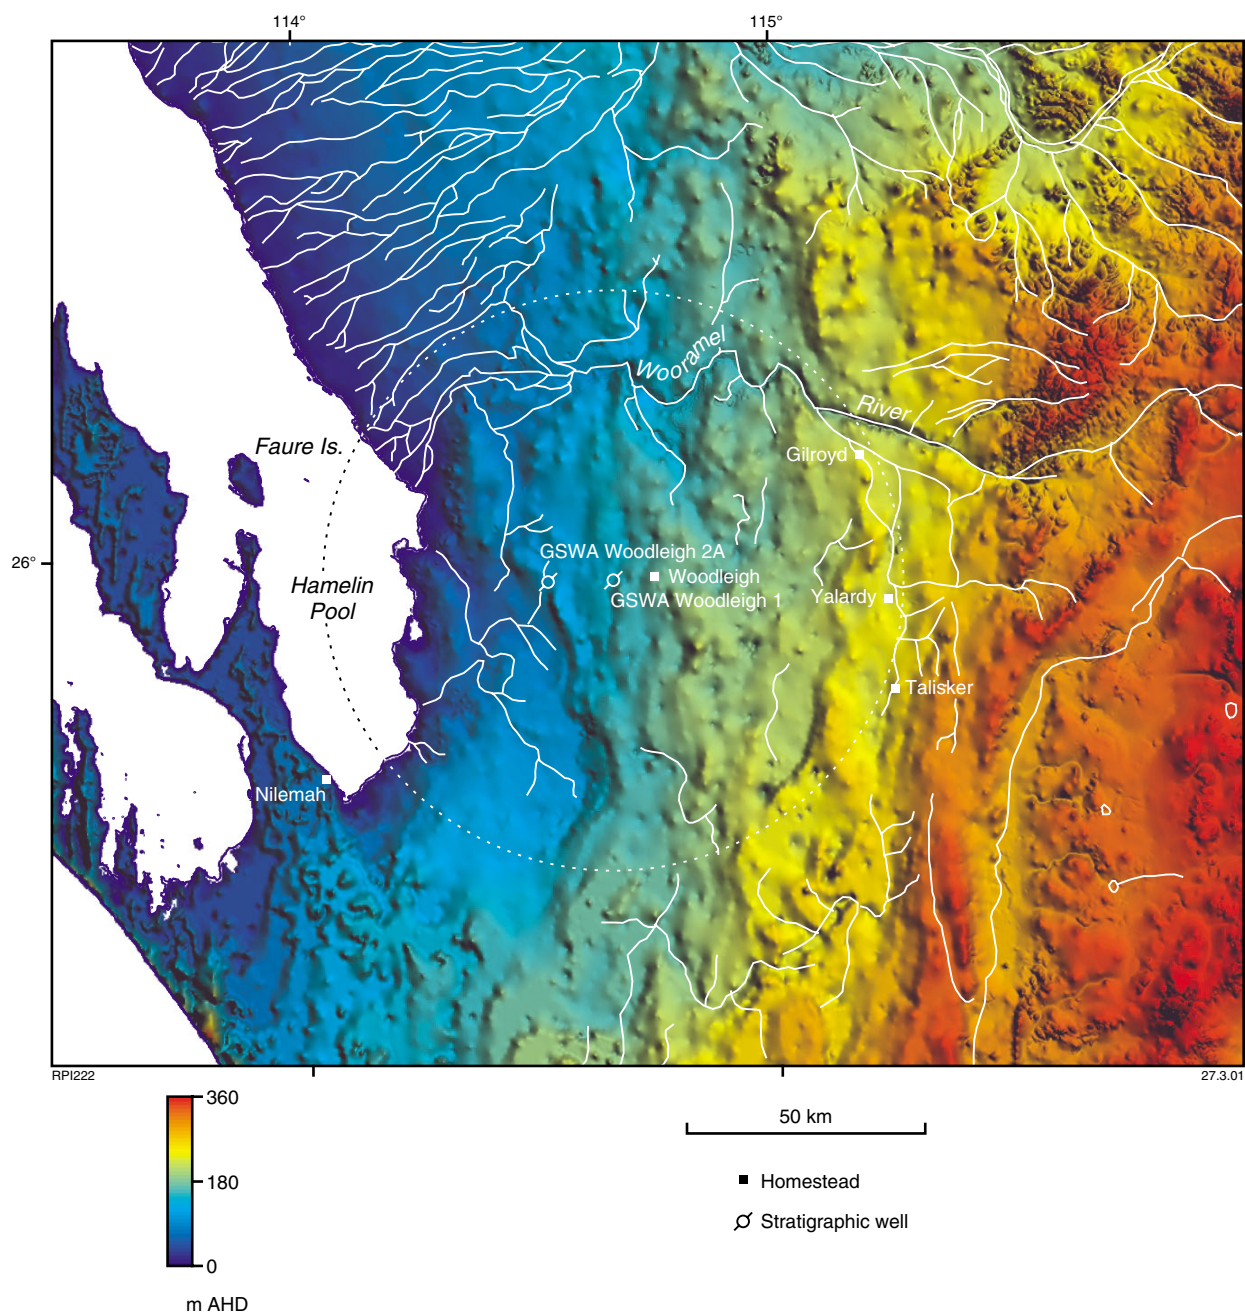 114°
115°
Wooramel
River
Faure Is.
Gilroyd
GSWA Woodleigh 2A
26°
Woodleigh
Hamelin
Pool
GSWA Woodleigh 1
Yalardy
Talisker
Nilemah
RPI222
27.3.01
360
50 km
180
Homestead
Stratigraphic well
0
m AHD